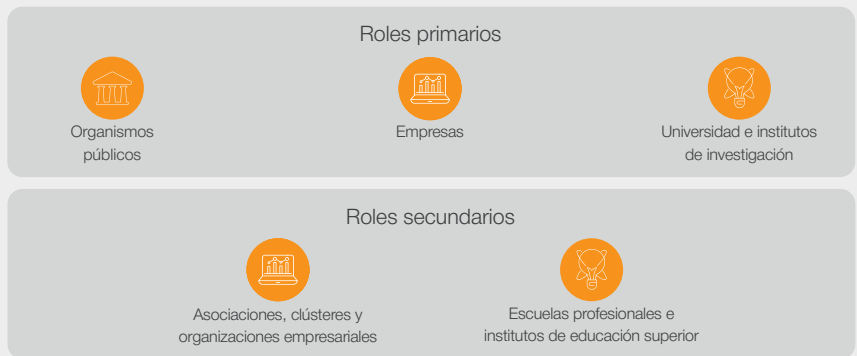 Roles primarios
Organismos
públicos
Empresas
Universidad e institutos
de investigación
Roles secundarios
Asociaciones, clústeres y
organizaciones empresariales
Escuelas profesionales e
institutos de educación superior